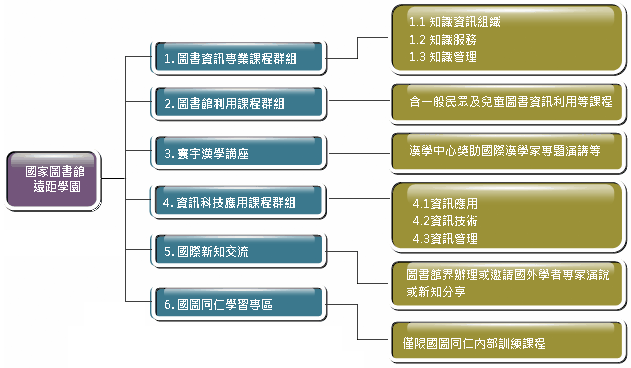 國家圖書館
遠距學園
1.圖書資訊專業課程群組
1.1 知識資訊組織
1.2 知識服務
1.3 知識管理
2.圖書館利用課程群組
含一般民眾及兒童圖書資訊利用等課程
3.寰宇漢學講座
漢學中心獎助國際漢學家專題演講等
4.資訊科技應用課程群組
4.1資訊應用
4.2資訊技術
4.3資訊管理
5.國際新知交流
圖書館界辦理或邀請國外學者專家演說
或新知分享
6.國圖同仁學習專區
僅限國圖同仁內部訓練課程